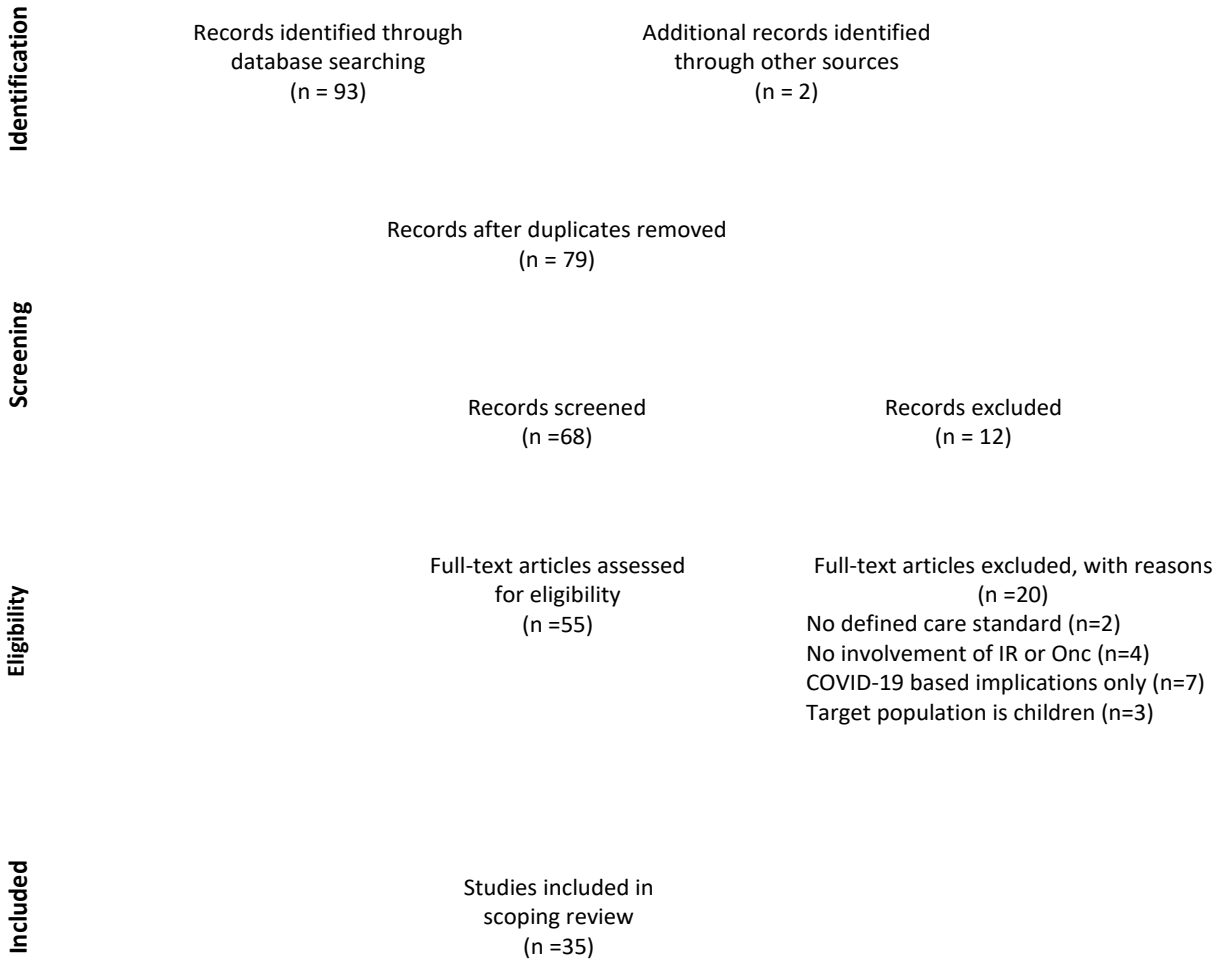 Identification
Records identified through
database searching
(n = 93)
Additional records identified
through other sources
(n = 2)
Screening
Records after duplicates removed
(n = 79)
Records screened
(n =68)
Records excluded
(n = 12)
Eligibility
Full-text articles assessed
for eligibility
(n =55)
Full-text articles excluded, with reasons
(n =20)
No defined care standard (n=2)
No involvement of IR or Onc (n=4)
COVID-19 based implications only (n=7)
Target population is children (n=3)
Included
Studies included in
scoping review
(n =35)